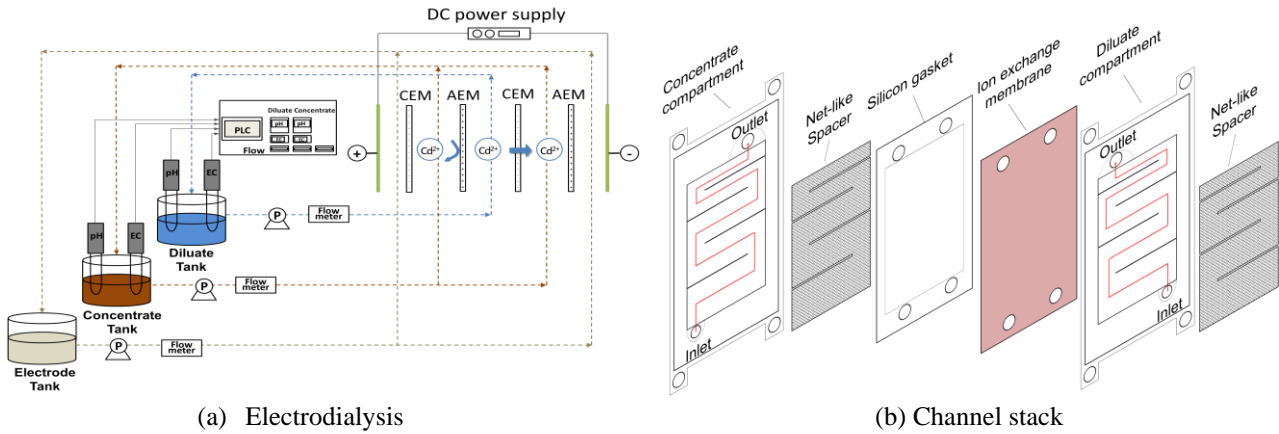 DC power supply
CEM
AEM
CEM
AEM
Diluate Concentrate
PLC
pH
pH
EC
EC
Flow
+
Cd²⁺
Cd²⁺
Cd²⁺
-
pH
EC
P
Flow
meter
Diluate
Tank
pH
EC
P
Flow
meter
Concentrate
Tank
P
Flow
meter
Electrode
Tank
(a) Electrodialysis
Concentrate
compartment
Outlet
Inlet
Net-like
Spacer
Silicon gasket
Ion exchange
membrane
Diluate
compartment
Outlet
Inlet
Net-like
Spacer
(b) Channel stack